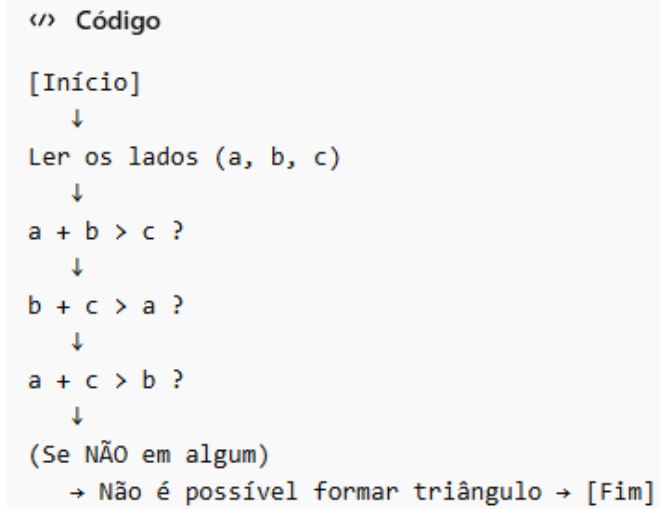 </> Código
[Início]
↓
Ler os lados (a, b, c)
↓
a + b > c ?
↓
b + c > a ?
↓
a + c > b ?
↓
(Se NÃO em algum)
→ Não é possível formar triângulo → [Fim]